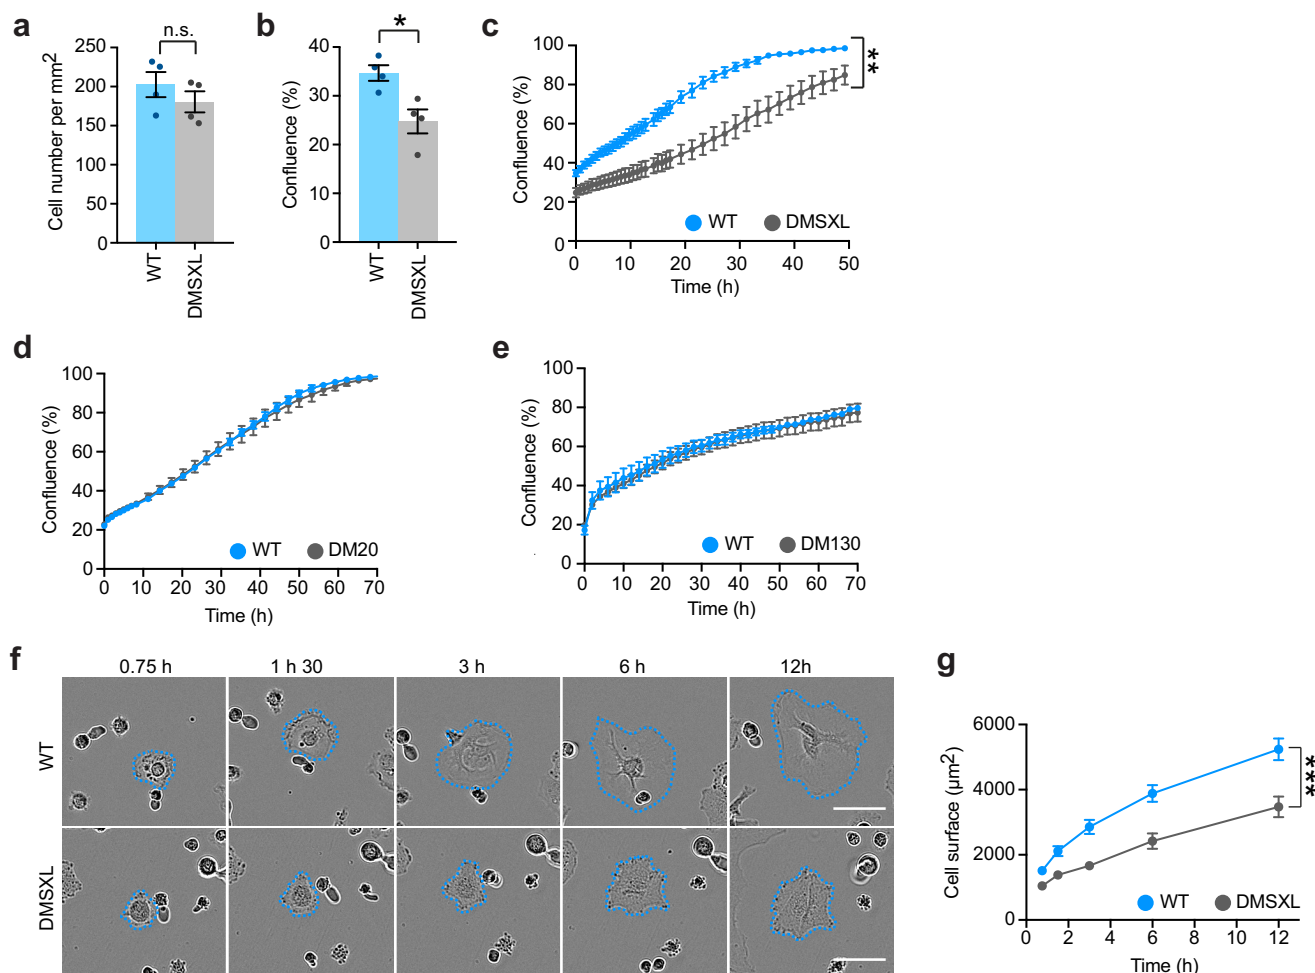 a
n.s.
Cell number per mm2
250
200
150
100
50
0
WT
DMSXL
b
*
Confluence (%)
40
30
20
10
0
WT
DMSXL
c
Confluence (%)
100
80
60
40
20
0
0 10 20 30 40 50
Time (h)
WT DMSXL
**
d
Confluence (%)
100
80
60
40
20
0
0 10 20 30 40 50 60 70
Time (h)
WT DM20
e
Confluence (%)
100
80
60
40
20
0
0 10 20 30 40 50 60 70
Time (h)
WT DM130
f
0.75 h 1 h 30 3 h 6 h 12h
WT
DMSXL
g
Cell surface (µm2)
6000
4000
2000
0
0 2 4 6 8 10 12
Time (h)
WT DMSXL
***